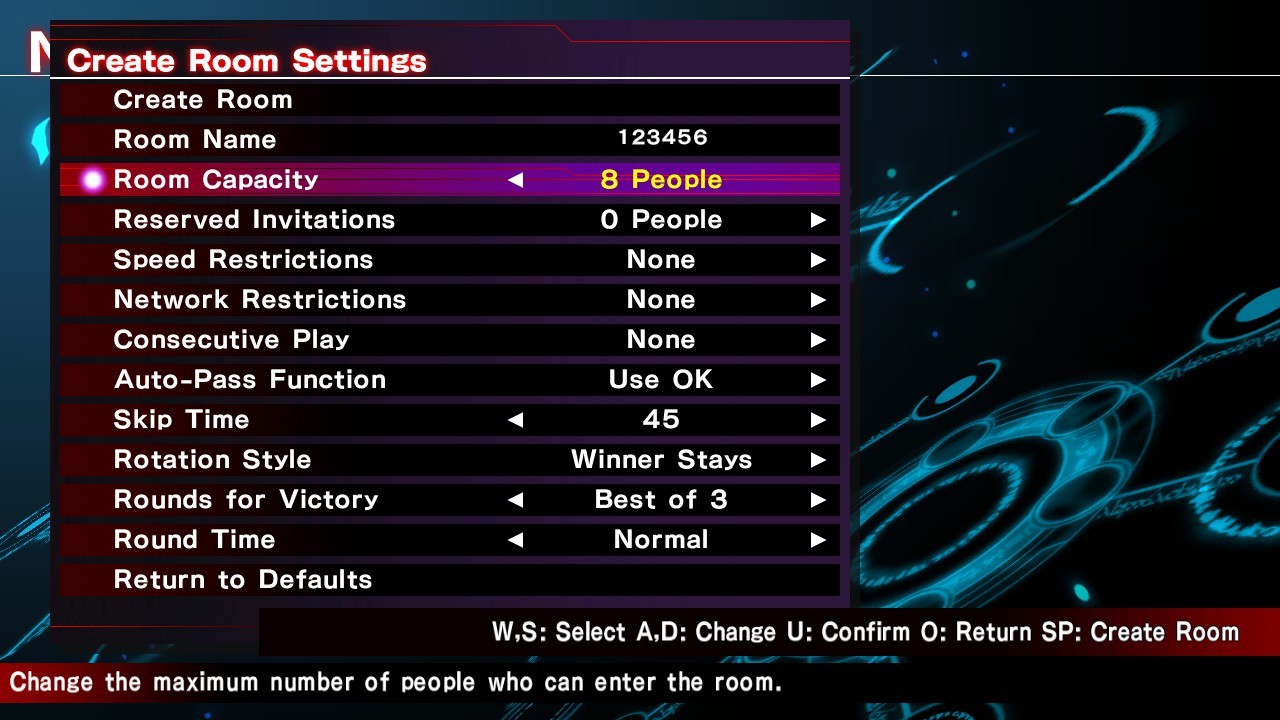 N
Create Room Settings
Create Room
Room Name 123456
Room Capacity ◀ 8 People
Reserved Invitations 0 People ▶
Speed Restrictions None ▶
Network Restrictions None ▶
Consecutive Play None ▶
Auto-Pass Function Use OK ▶
Skip Time ◀ 45 ▶
Rotation Style Winner Stays ▶
Rounds for Victory ◀ Best of 3 ▶
Round Time ◀ Normal ▶
Return to Defaults
W,S: Select A,D: Change U: Confirm O: Return SP: Create Room
Change the maximum number of people who can enter the room.